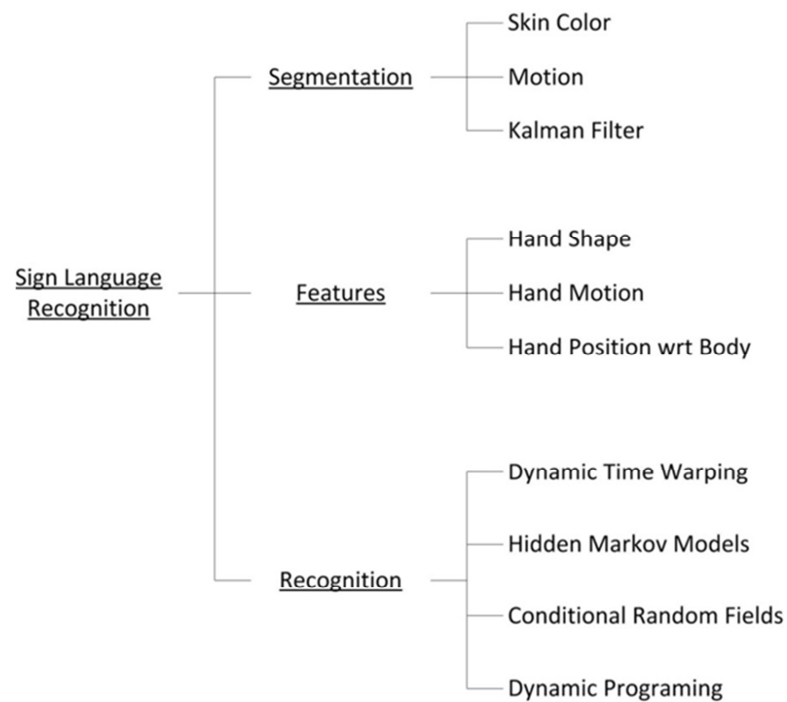 Sign Language
Recognition
Segmentation
Skin Color
Motion
Kalman Filter
Features
Hand Shape
Hand Motion
Hand Position wrt Body
Recognition
Dynamic Time Warping
Hidden Markov Models
Conditional Random Fields
Dynamic Programing